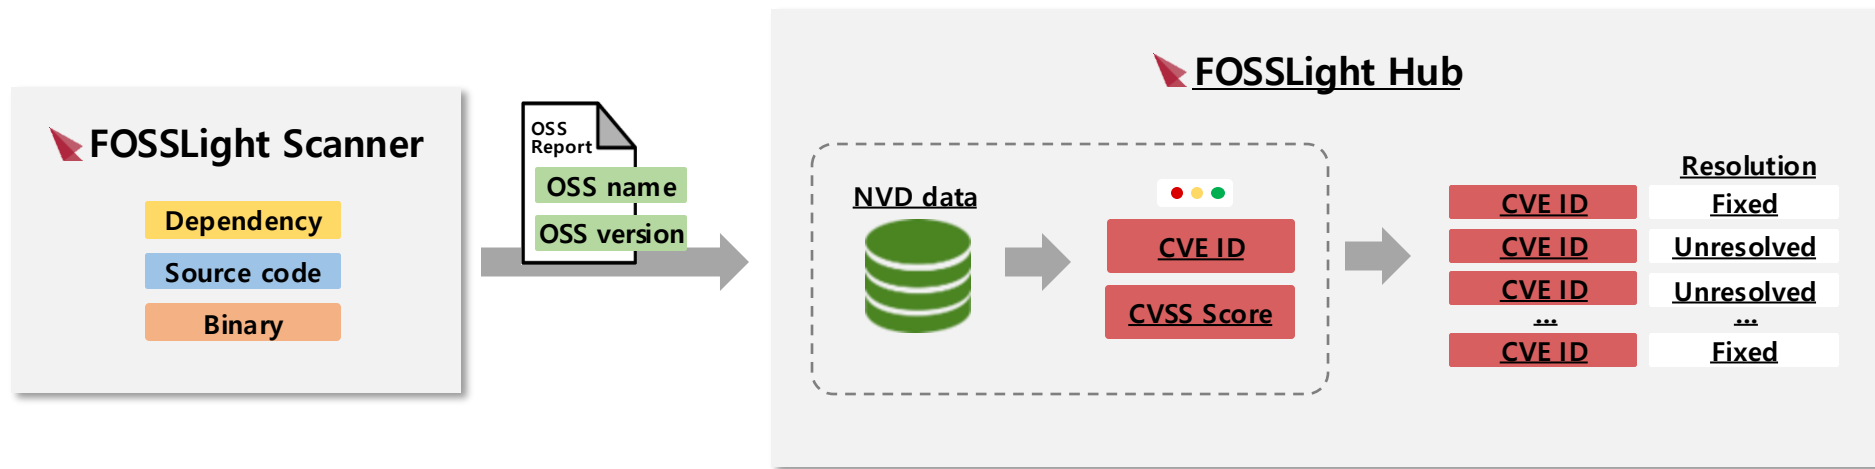 FOSSLight Scanner
Dependency
Source code
Binary
OSS
Report
OSS name
OSS version
FOSSLight Hub
NVD data
CVE ID
CVSS Score
Resolution
CVE ID Fixed
CVE ID Unresolved
CVE ID Unresolved
... ...
CVE ID Fixed